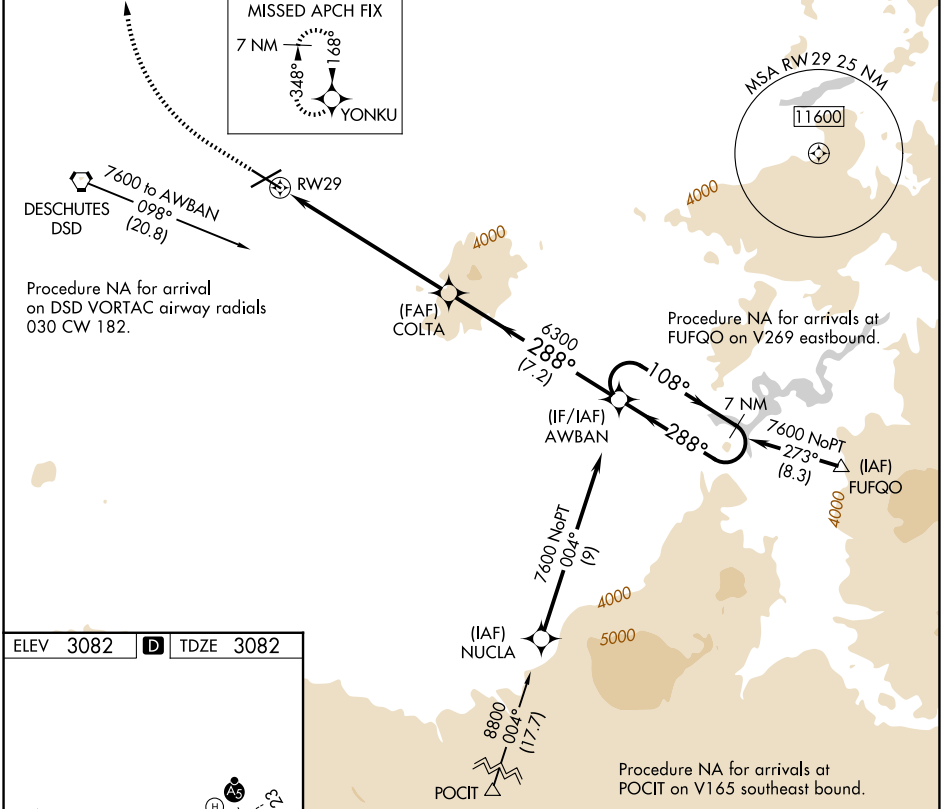 MISSED APCH FIX
7 NM
348°
168°
YONKU
MSA RW29 25 NM
11600
RW29
DESCHUTES
DSD
7600 to AWBAN
098°
(20.8)
4000
4000
Procedure NA for arrival
on DSD VORTAC airway radials
030 CW 182.
(FAF)
COLTA
6300
288°
(7.2)
Procedure NA for arrivals at
FUFQO on V269 eastbound.
108°
7 NM
288°
(IF/IAF)
AWBAN
7600 NoPT
273°
(8.3)
(IAF)
FUFQO
4000
7600 NoPT
004°
(9)
4000
5000
(IAF)
NUCLA
8800
004°
(17.7)
POCIT
Procedure NA for arrivals at
POCIT on V165 southeast bound.
ELEV 3082 D TDZE 3082
A5
H
23